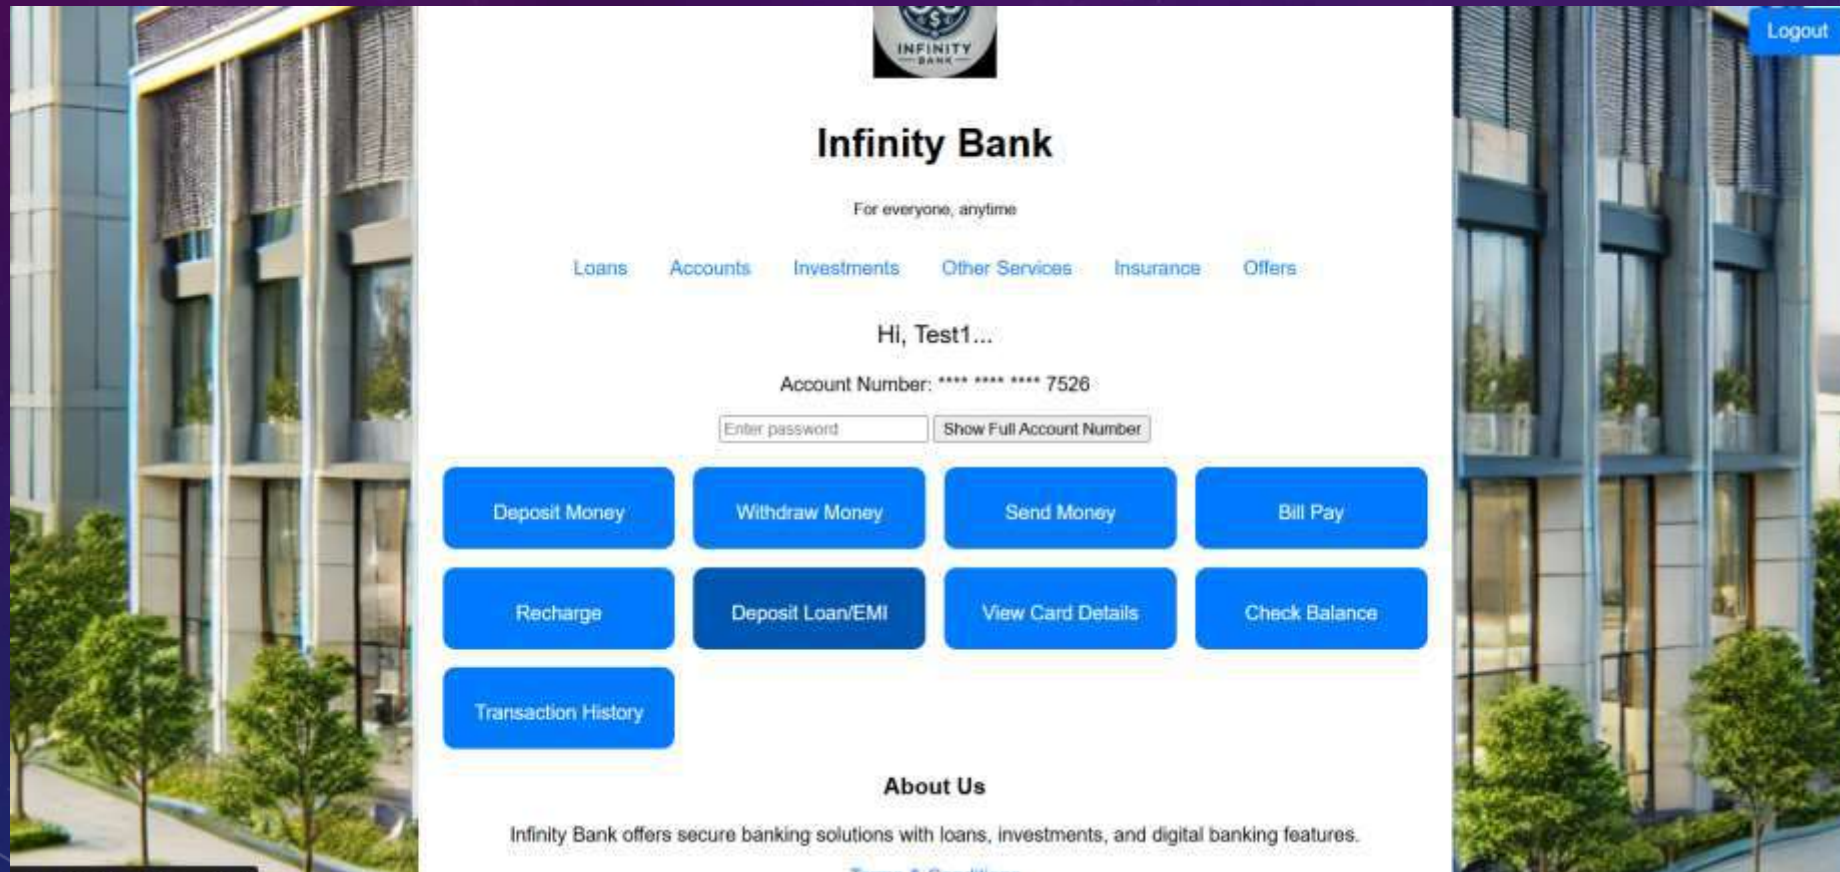 Logout
INFINITY
BANK
Infinity Bank
For everyone, anytime
Loans Accounts Investments Other Services Insurance Offers
Hi, Test1...
Account Number: **** **** **** 7526
Enter password Show Full Account Number
Deposit Money Withdraw Money Send Money Bill Pay
Recharge Deposit Loan/EMI View Card Details Check Balance
Transaction History
About Us
Infinity Bank offers secure banking solutions with loans, investments, and digital banking features.
Terms & Conditions